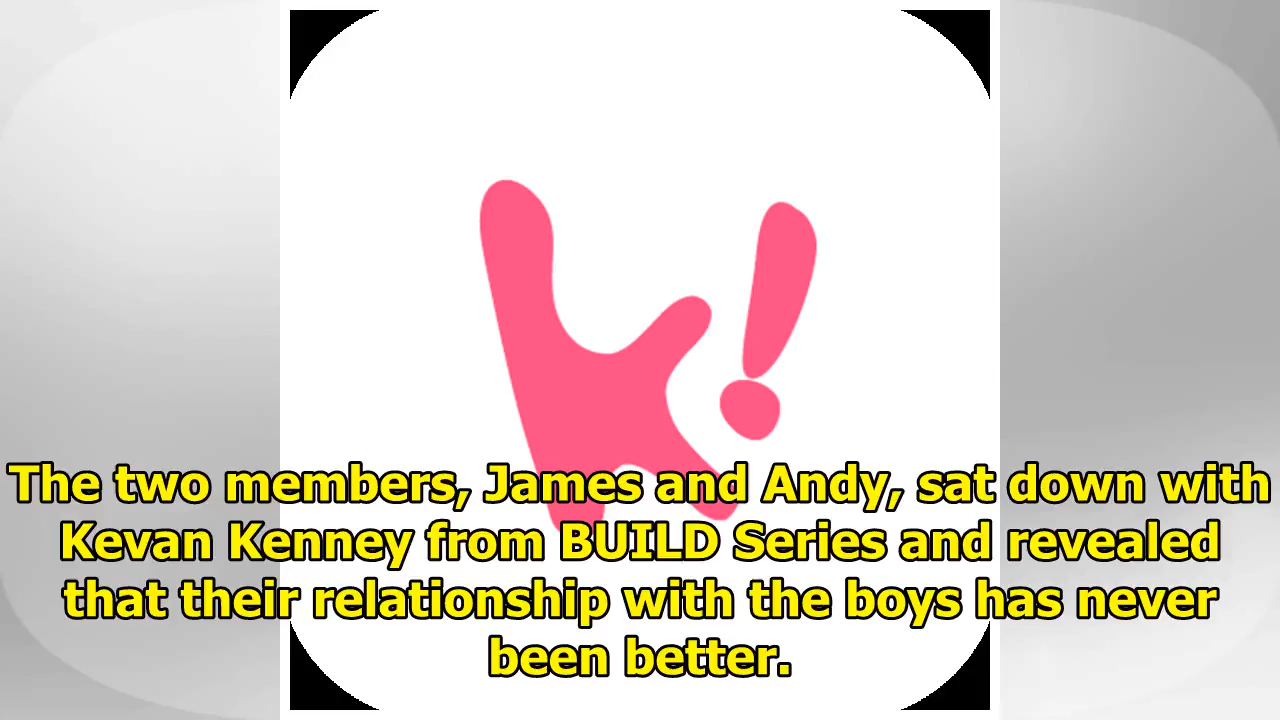 k!
The two members, James and Andy, sat down with
Kevan Kenney from BUILD Series and revealed
that their relationship with the boys has never
been better.